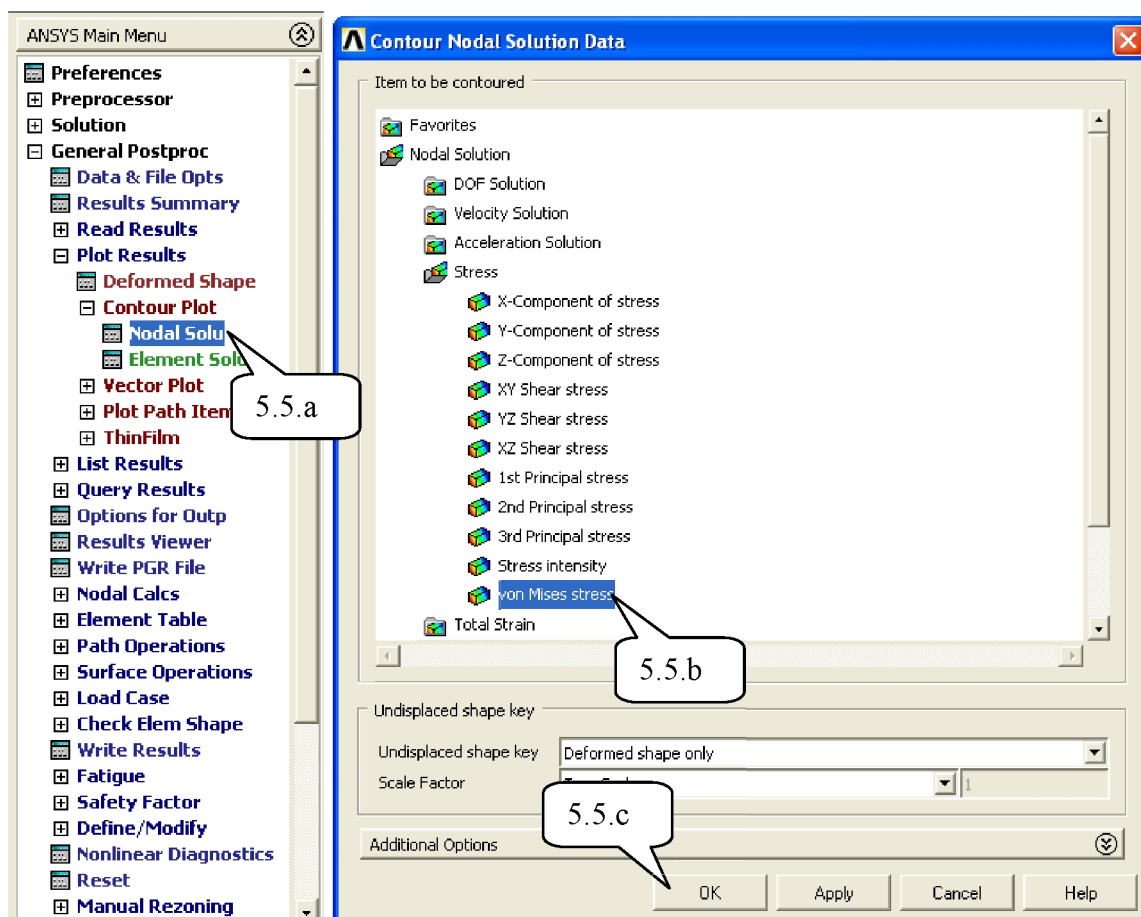 ANSYS Main Menu
Preferences
Preprocessor
Solution
General Postproc
Data & File Opts
Results Summary
Read Results
Plot Results
Deformed Shape
Contour Plot
Nodal Solu
Element Solu
Vector Plot
Plot Path Item
ThinFilm
List Results
Query Results
Options for Outp
Results Viewer
Write PGR File
Nodal Calcs
Element Table
Path Operations
Surface Operations
Load Case
Check Elem Shape
Write Results
Fatigue
Safety Factor
Define/Modify
Nonlinear Diagnostics
Reset
Manual Rezoning
5.5.a
Contour Nodal Solution Data
Item to be contoured
Favorites
Nodal Solution
DOF Solution
Velocity Solution
Acceleration Solution
Stress
X-Component of stress
Y-Component of stress
Z-Component of stress
XY Shear stress
YZ Shear stress
XZ Shear stress
1st Principal stress
2nd Principal stress
3rd Principal stress
Stress intensity
von Mises stress
Total Strain
5.5.b
Undisplaced shape key
Undisplaced shape key Deformed shape only
Scale Factor 1
5.5.c
Additional Options
OK Apply Cancel Help